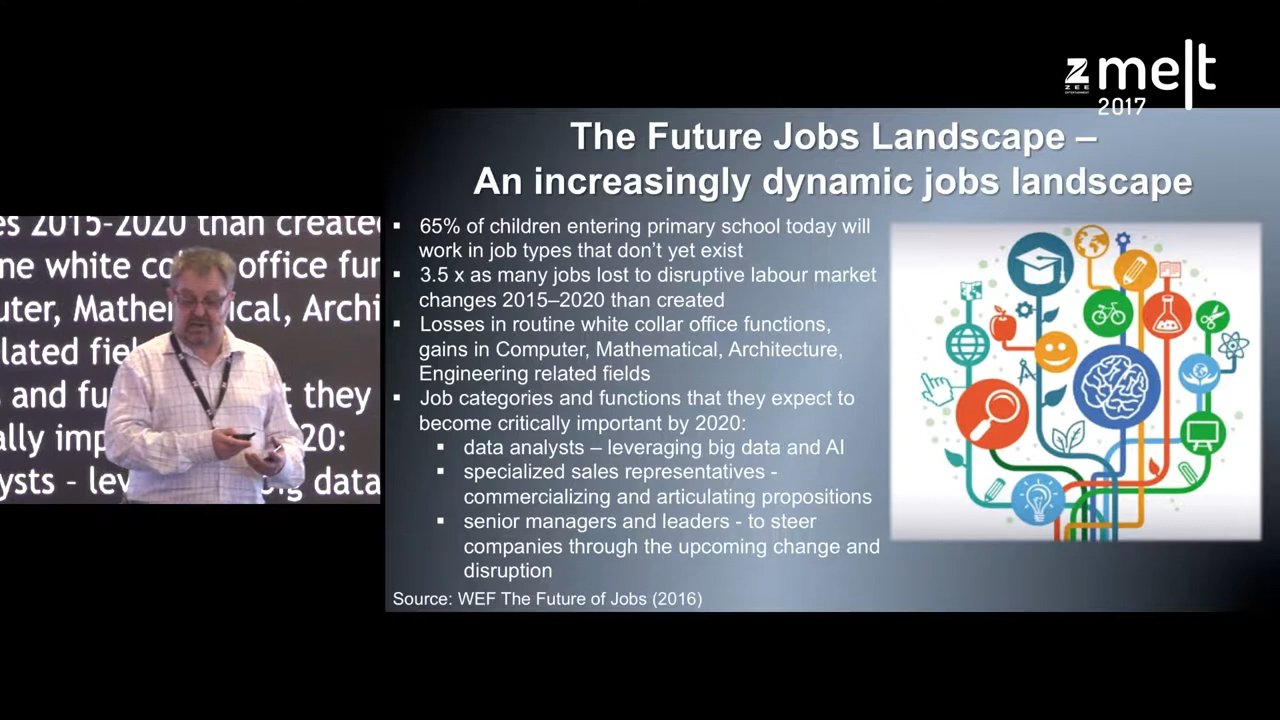 Z melt
ZEE
ENTERTAINMENT
2017
The Future Jobs Landscape –
An increasingly dynamic jobs landscape
▪ 65% of children entering primary school today will
work in job types that don’t yet exist
▪ 3.5 x as many jobs lost to disruptive labour market
changes 2015–2020 than created
▪ Losses in routine white collar office functions,
gains in Computer, Mathematical, Architecture,
Engineering related fields
▪ Job categories and functions that they expect to
become critically important by 2020:
▪ data analysts – leveraging big data and AI
▪ specialized sales representatives -
commercializing and articulating propositions
▪ senior managers and leaders - to steer
companies through the upcoming change and
disruption
Source: WEF The Future of Jobs (2016)
es 2015-2020 than created
ne white co office fun
uter, Mathe ical, Archi
lated fiel
s and fu t they
ally imp 20:
ysts - lev big data